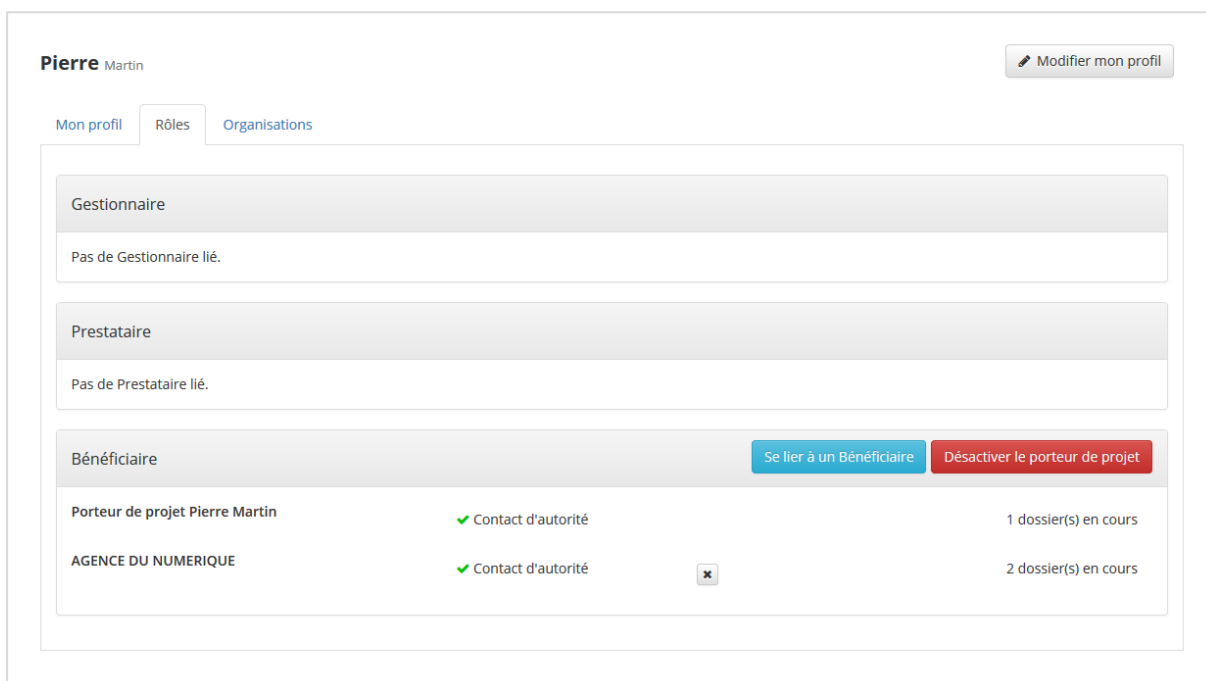 Pierre Martin
Modifier mon profil
Mon profil Rôles Organisations
Gestionnaire
Pas de Gestionnaire lié.
Prestataire
Pas de Prestataire lié.
Bénéficiaire Se lier à un Bénéficiaire Désactiver le porteur de projet
Porteur de projet Pierre Martin Contact d'autorité 1 dossier(s) en cours
AGENCE DU NUMERIQUE Contact d'autorité 2 dossier(s) en cours